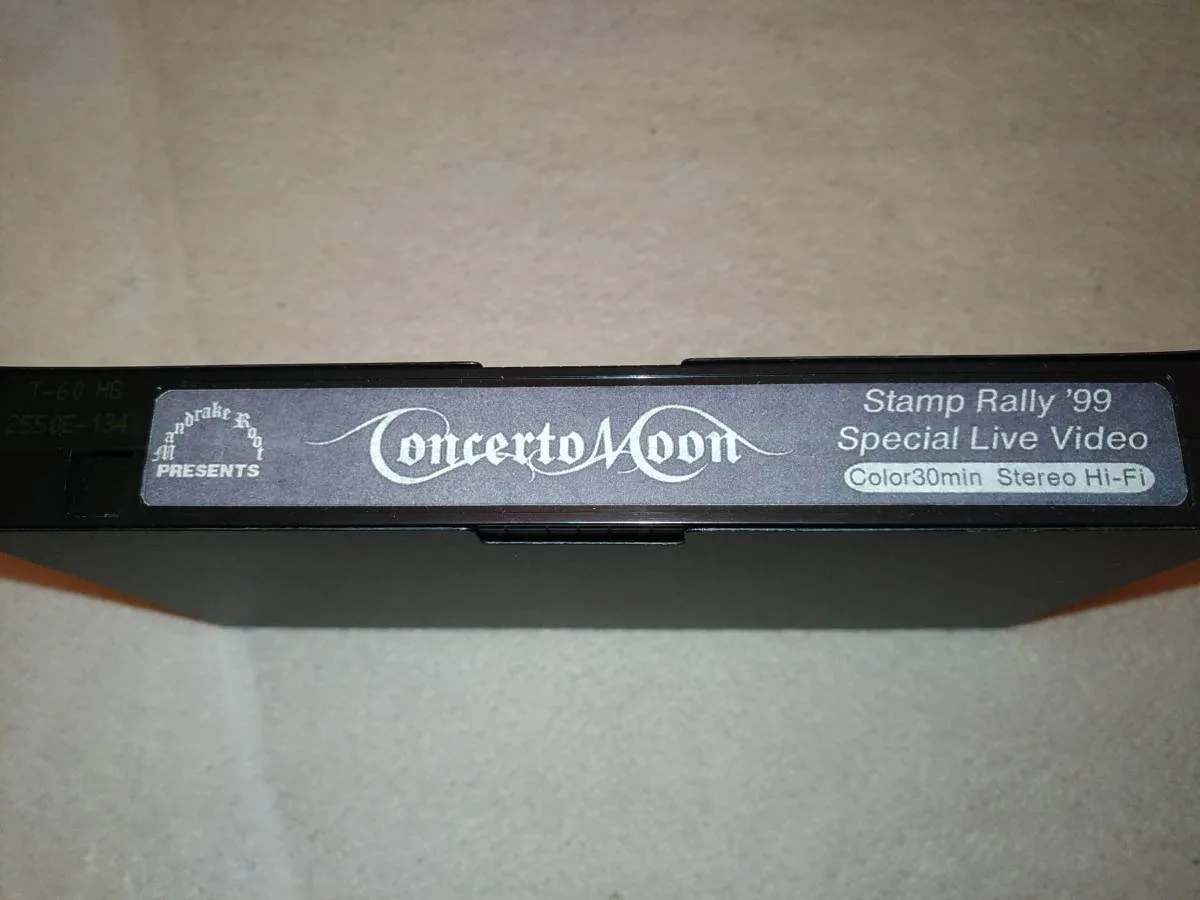 T-60 HG
2550E-134
Mandrake Root
PRESENTS
Concerto Moon
Stamp Rally '99
Special Live Video
Color30min Stereo Hi-Fi